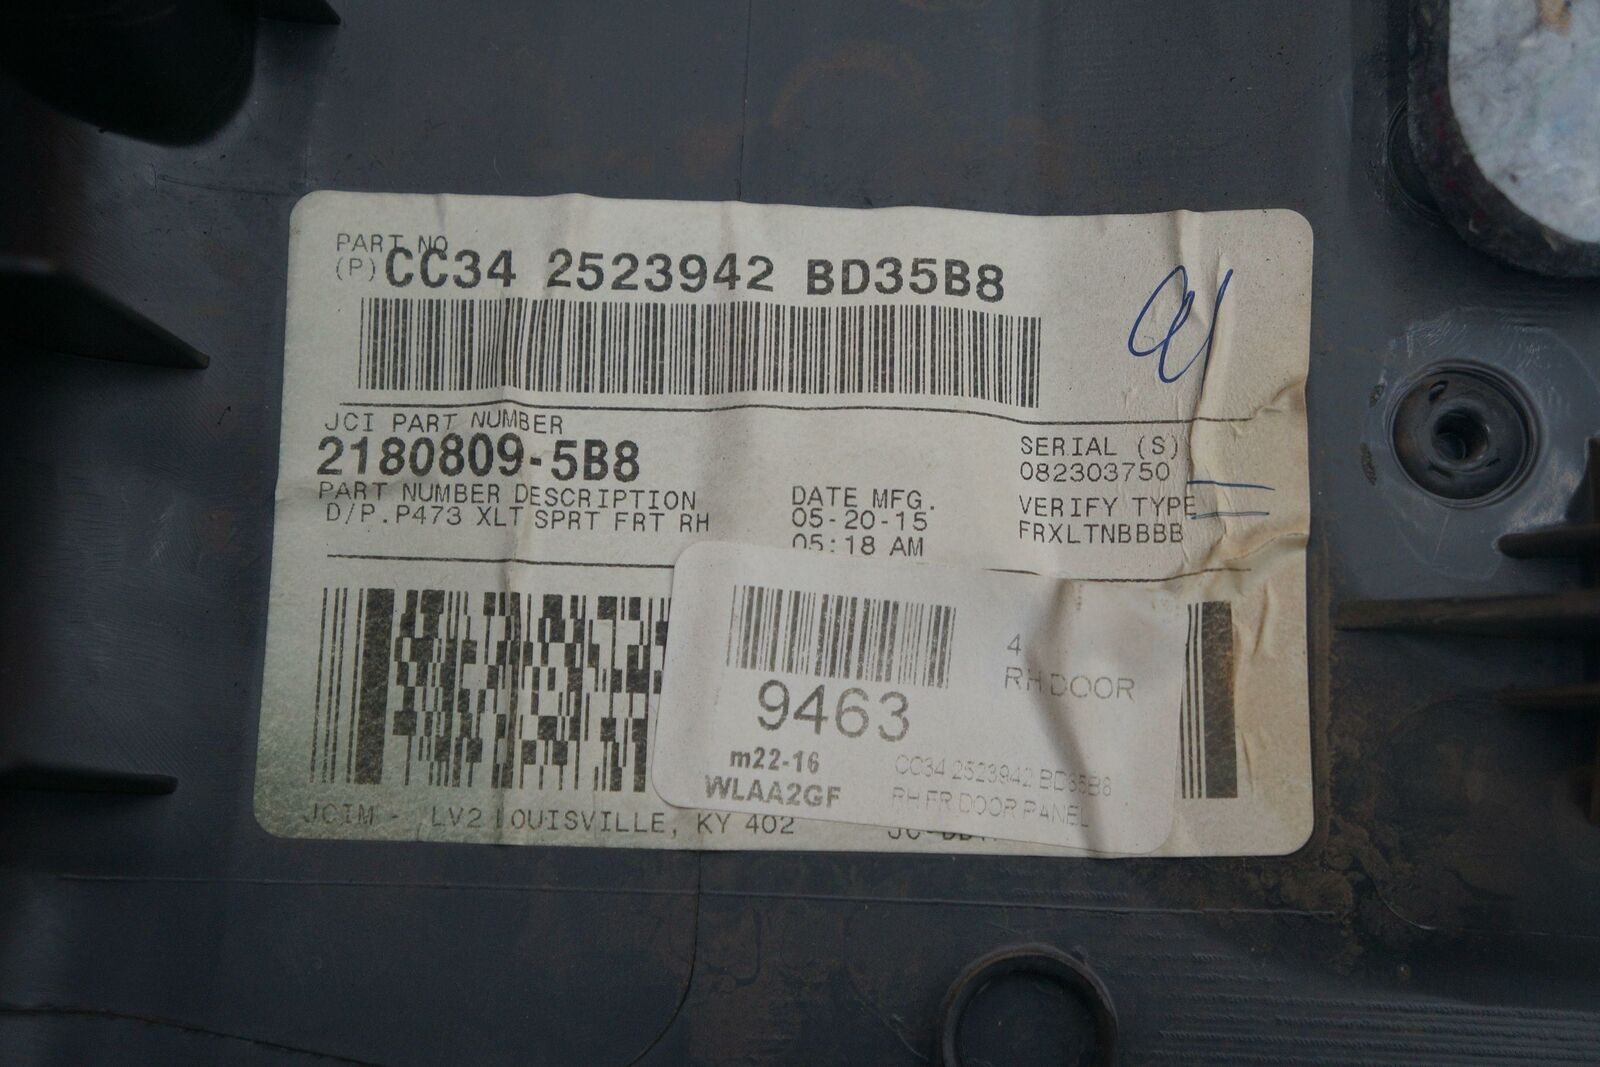 PART NO
(P) CC34 2523942 BD35B8
JCI PART NUMBER
2180809-5B8
PART NUMBER DESCRIPTION
D/P.P473 XLT SPRT FRT RH
DATE MFG.
05-20-15
05:18 AM
SERIAL (S)
082303750
VERIFY TYPE
FRXLTNBBBB
9463
m22-16
WLAA2GF
4
RH DOOR
CC34 2523942 BD35B8
RH FR DOOR PANEL
JCIM - LV2 LOUISVILLE, KY 402